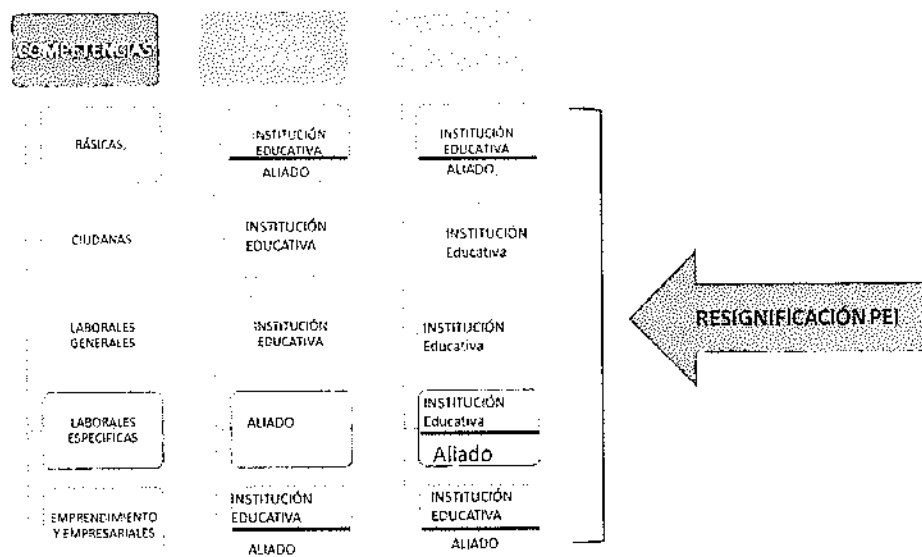 COMPETENCIAS
BÁSICAS,
INSTITUCIÓN
EDUCATIVA
ALIADO
INSTITUCIÓN
EDUCATIVA
ALIADO
CIUDANAS
INSTITUCIÓN
EDUCATIVA
INSTITUCIÓN
Educativa
LABORALES
GENERALES
INSTITUCIÓN
EDUCATIVA
INSTITUCIÓN
Educativa
LABORALES
ESPECIFICAS
ALIADO
INSTITUCIÓN
Educativa
Aliado
EMPRENDIMIENTO
Y EMPRESARIALES
INSTITUCIÓN
EDUCATIVA
ALIADO
INSTITUCIÓN
EDUCATIVA
ALIADO
RESIGNIFICACIÓN PEI